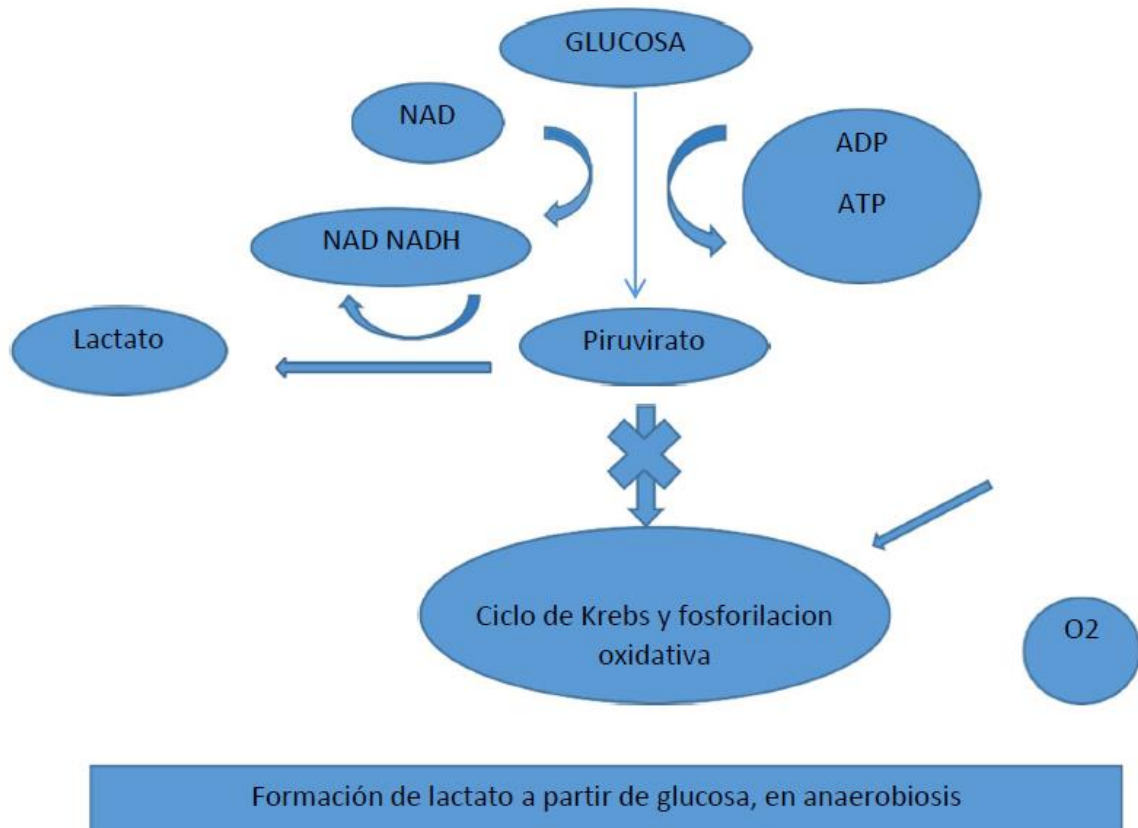 GLUCOSA
NAD
ADP
ATP
NAD NADH
Lactato
Piruvirato
Ciclo de Krebs y fosforilacion
oxidativa
O2
Formación de lactato a partir de glucosa, en anaerobiosis